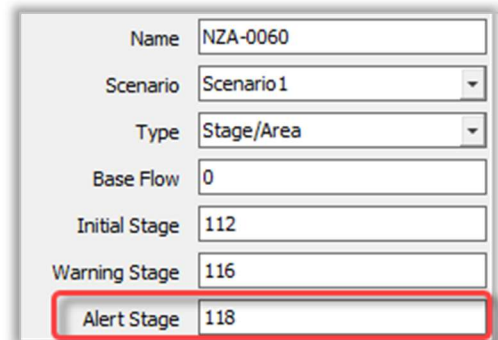 Name NZA-0060
Scenario Scenario1
Type Stage/Area
Base Flow 0
Initial Stage 112
Warning Stage 116
Alert Stage 118